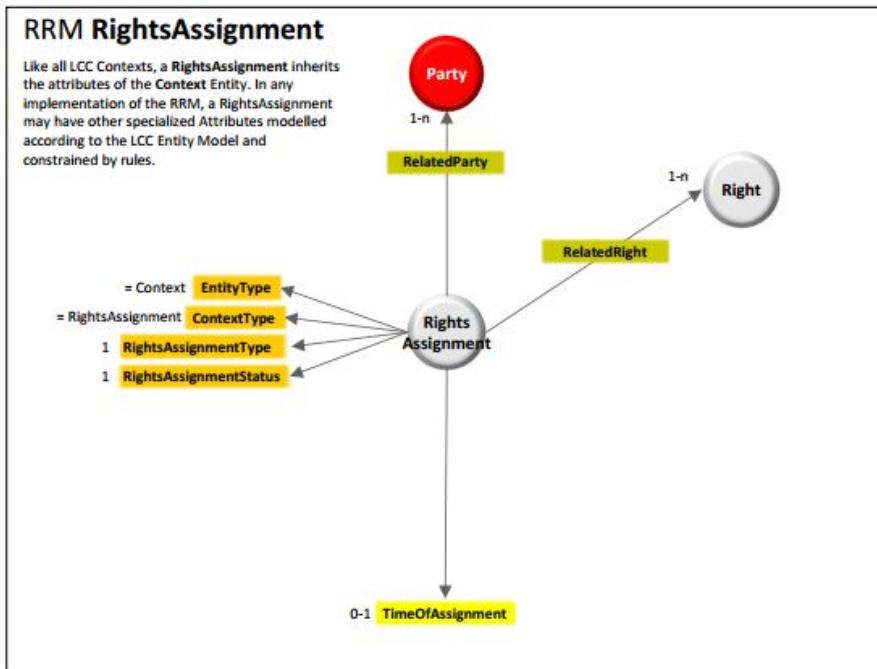 RRM RightsAssignment
Like all LCC Contexts, a RightsAssignment inherits
the attributes of the Context Entity. In any
implementation of the RRM, a RightsAssignment
may have other specialized Attributes modelled
according to the LCC Entity Model and
constrained by rules.
Party
1-n
RelatedParty
1-n
Right
RelatedRight
= Context EntityType
= RightsAssignment ContextType
Rights
Assignment
1 RightsAssignmentType
1 RightsAssignmentStatus
0-1 TimeOfAssignment